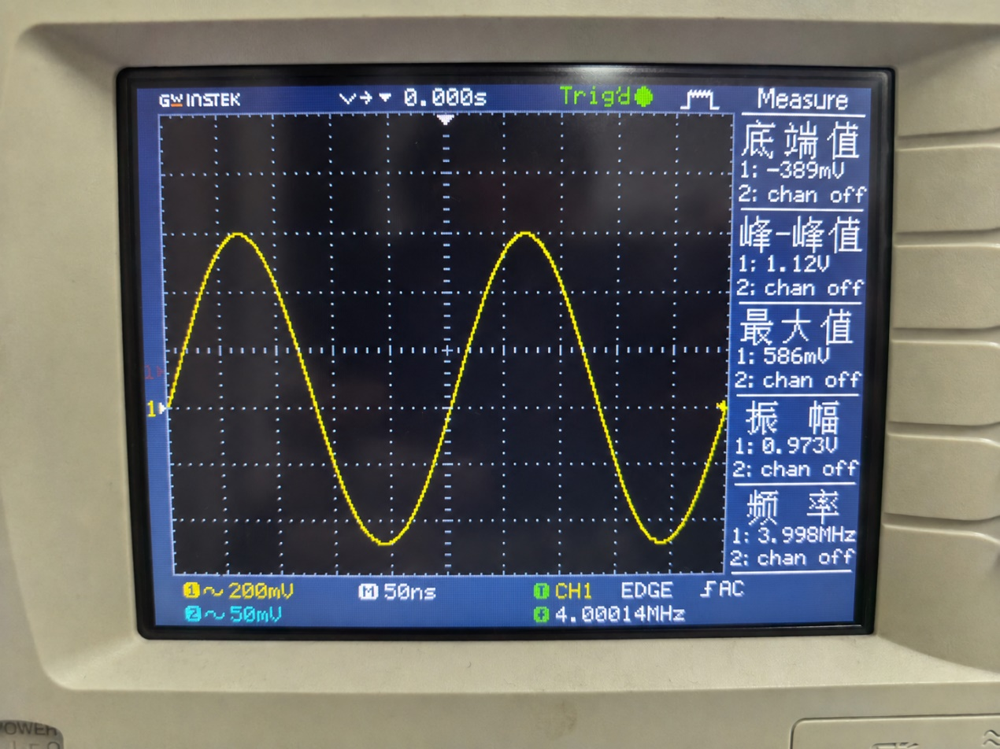 GW INSTEK
0.000s
Trig'd
Measure
底端值
1: -389mV
2: chan off
峰-峰值
1: 1.12V
2: chan off
最大值
1: 586mV
2: chan off
振 幅
1: 0.973V
2: chan off
频 率
1: 3.998MHz
2: chan off
1
1
1 ~ 200mV
M 50ns
T CH1 EDGE AC
2 ~ 50mV
f 4.00014MHz
POWER